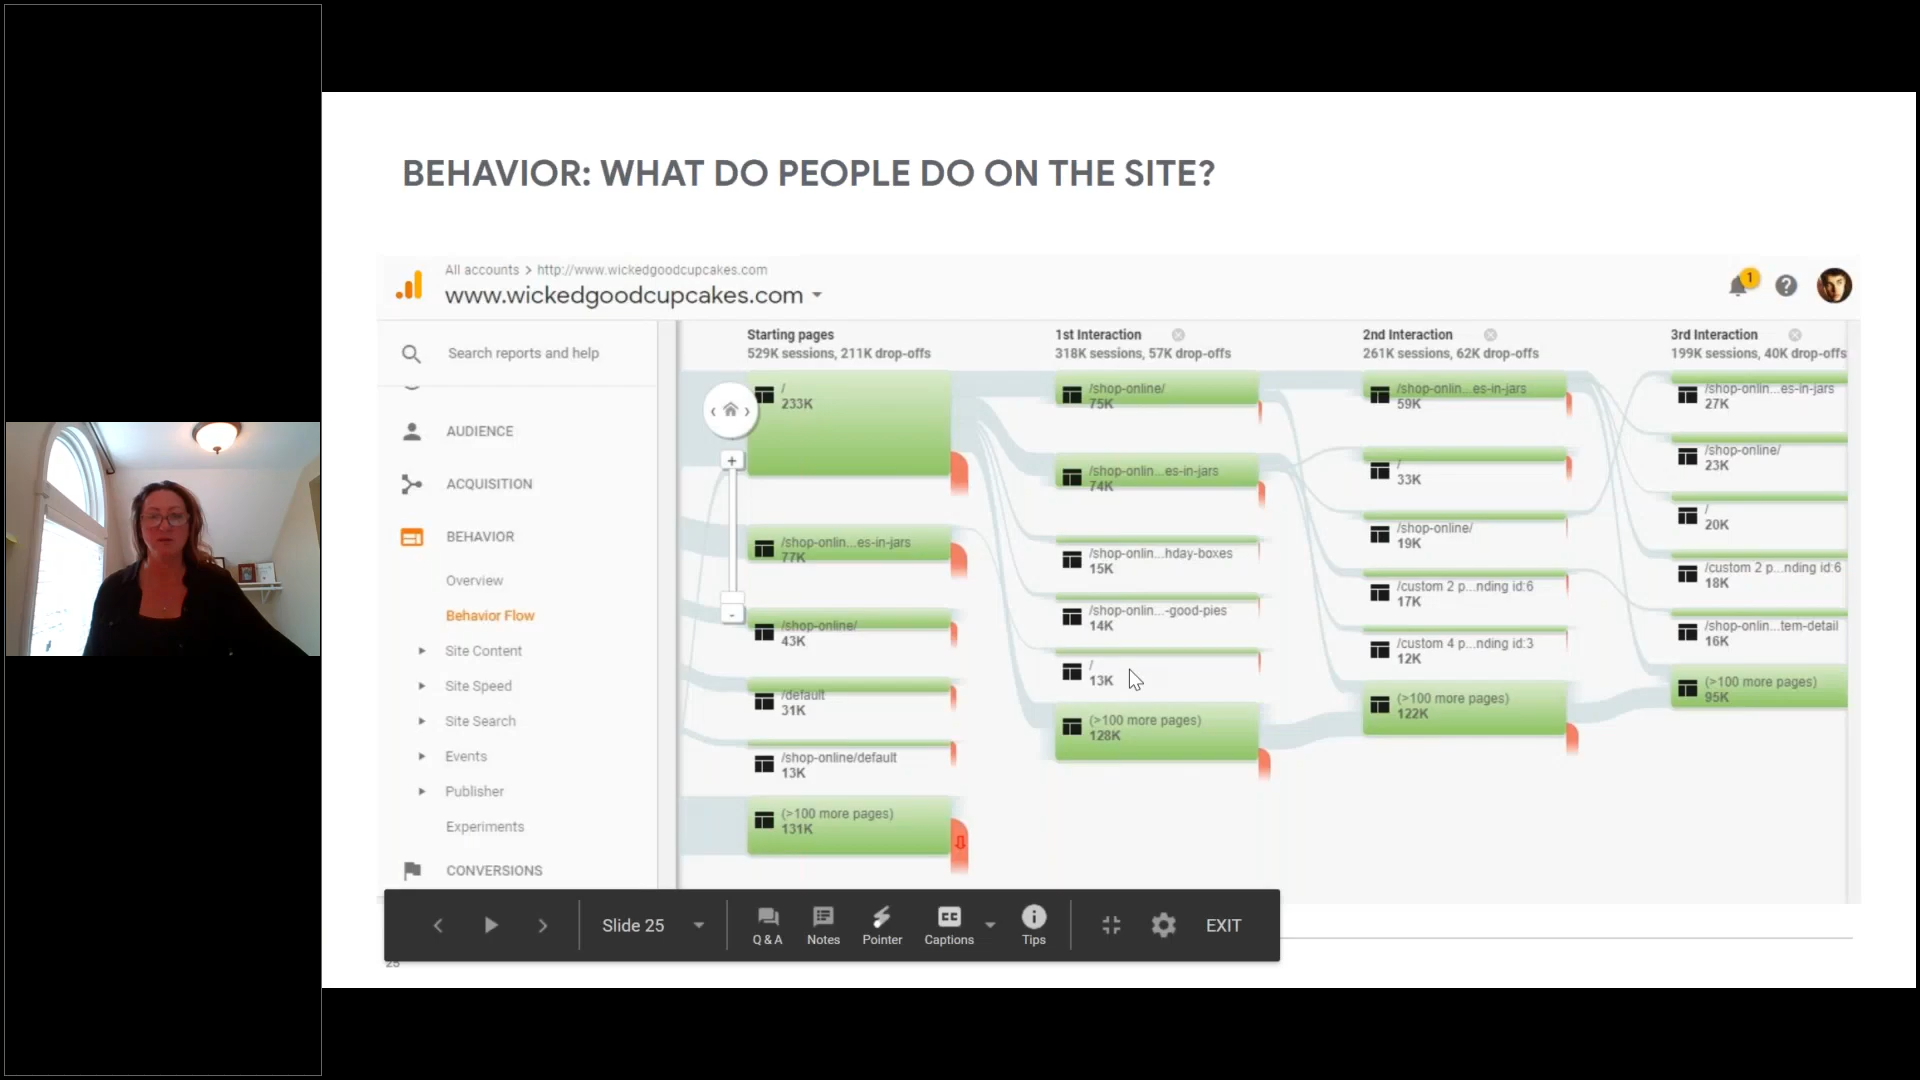 BEHAVIOR: WHAT DO PEOPLE DO ON THE SITE?
All accounts > http://www.wickedgoodcupcakes.com
www.wickedgoodcupcakes.com
1
Search reports and help
AUDIENCE
ACQUISITION
BEHAVIOR
Overview
Behavior Flow
Site Content
Site Speed
Site Search
Events
Publisher
Experiments
CONVERSIONS
Starting pages
529K sessions, 211K drop-offs
/
233K
/shop-onlin...es-in-jars
77K
/shop-online/
43K
/default
31K
/shop-online/default
13K
(>100 more pages)
131K
1st Interaction
318K sessions, 57K drop-offs
/shop-online/
75K
/shop-onlin...es-in-jars
74K
/shop-onlin...hday-boxes
15K
/shop-onlin...-good-pies
14K
/
13K
(>100 more pages)
128K
2nd Interaction
261K sessions, 62K drop-offs
/shop-onlin...es-in-jars
59K
/
33K
/shop-online/
19K
/custom 2 p...nding id:6
17K
/custom 4 p...nding id:3
12K
(>100 more pages)
122K
3rd Interaction
199K sessions, 40K drop-offs
/shop-onlin...es-in-jars
27K
/shop-online/
23K
/
20K
/custom 2 p...nding id:6
18K
/shop-onlin...tem-detail
16K
(>100 more pages)
95K
Slide 25
Q & A
Notes
Pointer
CC
Captions
Tips
EXIT
25